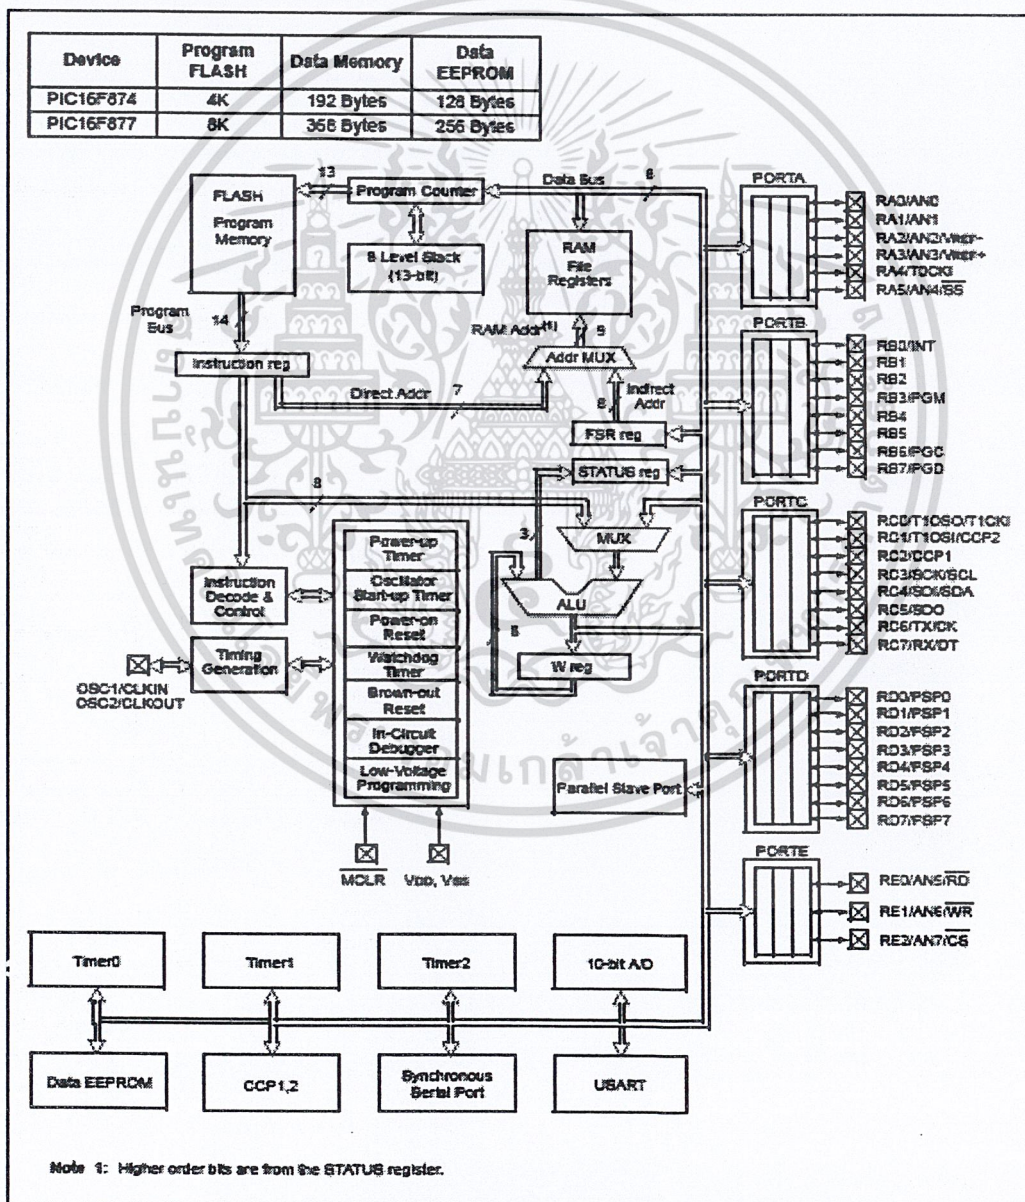 Device Program FLASH Data Memory Data EEPROM
PIC16F874 4K 192 Bytes 128 Bytes
PIC16F877 8K 368 Bytes 256 Bytes
FLASH
Program
Memory
13
Program Counter
8 Level Stack
(13-bit)
Data Bus
8
RAM
File
Registers
Program
Bus
14
Instruction reg
RAM Addr(1)
9
Addr MUX
Direct Addr
7
8
Indirect
Addr
FSR reg
STATUS reg
8
3
MUX
ALU
8
W reg
Instruction
Decode &
Control
Timing
Generation
OSC1/CLKIN
OSC2/CLKOUT
Power-up
Timer
Oscillator
Start-up Timer
Power-on
Reset
Watchdog
Timer
Brown-out
Reset
In-Circuit
Debugger
Low-Voltage
Programming
MCLR
VDD, VSS
Parallel Slave Port
PORTA
RA0/AN0
RA1/AN1
RA2/AN2/VREF-
RA3/AN3/VREF+
RA4/T0CKI
RA5/AN4/SS
PORTB
RB0/INT
RB1
RB2
RB3/PGM
RB4
RB5
RB6/PGC
RB7/PGD
PORTC
RC0/T1OSO/T1CKI
RC1/T1OSI/CCP2
RC2/CCP1
RC3/SCK/SCL
RC4/SDI/SDA
RC5/SDO
RC6/TX/CK
RC7/RX/DT
PORTD
RD0/PSP0
RD1/PSP1
RD2/PSP2
RD3/PSP3
RD4/PSP4
RD5/PSP5
RD6/PSP6
RD7/PSP7
PORTE
RE0/AN5/RD
RE1/AN6/WR
RE2/AN7/CS
Timer0
Timer1
Timer2
10-bit A/D
Data EEPROM
CCP1,2
Synchronous
Serial Port
USART
Note 1: Higher order bits are from the STATUS register.